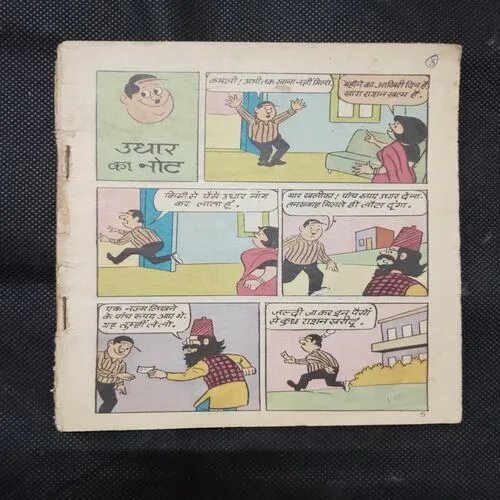 5
उधार
का नोट
कमली! अभी तक खाना नहीं मिला.
महीने का आखिरी दिन है.
सारा राशन खत्म है.
किसी से पैसे उधार मांग
कर लाता हूं.
यार खलीफा! पांच रुपए उधार देना.
तनख्वाह मिलते ही लौटा दूंगा.
एक नज्म लिखने
के पांच रुपए आए थे.
यह तुम्हीं ले लो.
जल्दी जा कर इन पैसों
से कुछ राशन खरीदूं.
5